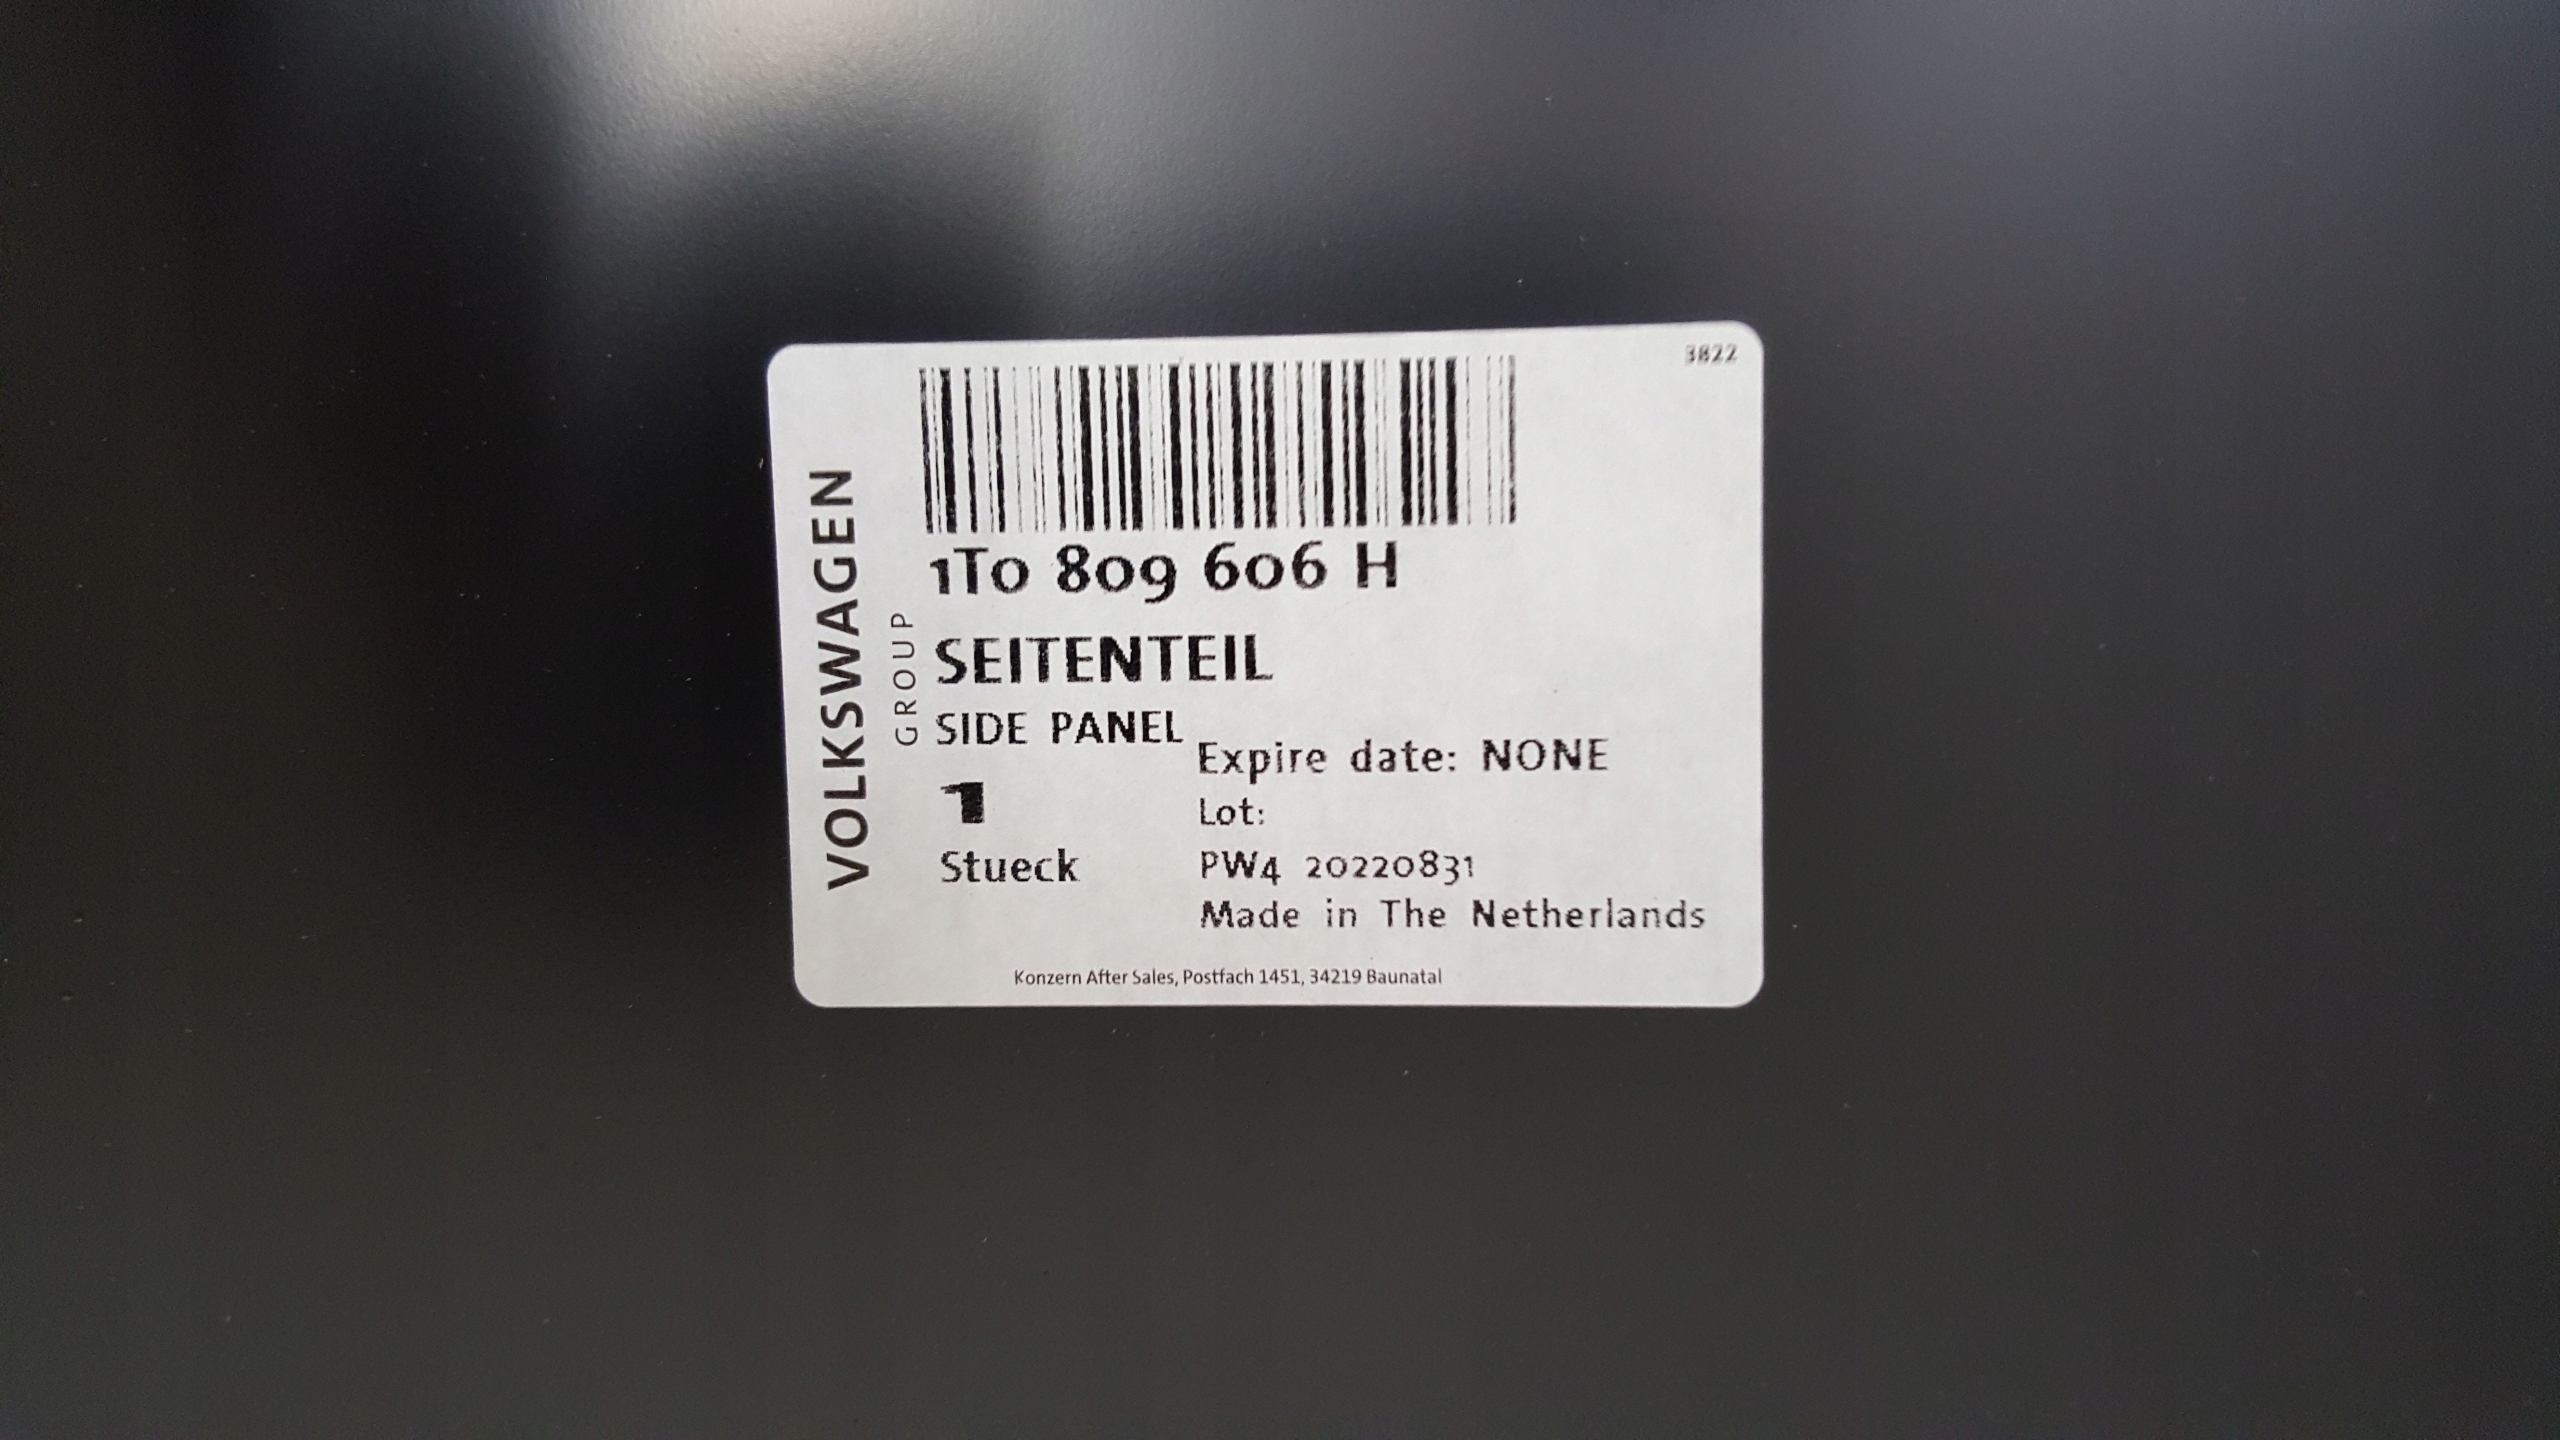 3822
1T0 809 606 H
SEITENTEIL
SIDE PANEL
1
Stueck
Expire date: NONE
Lot:
PW4 20220831
Made in The Netherlands
VOLKSWAGEN
GROUP
Konzern After Sales, Postfach 1451, 34219 Baunatal